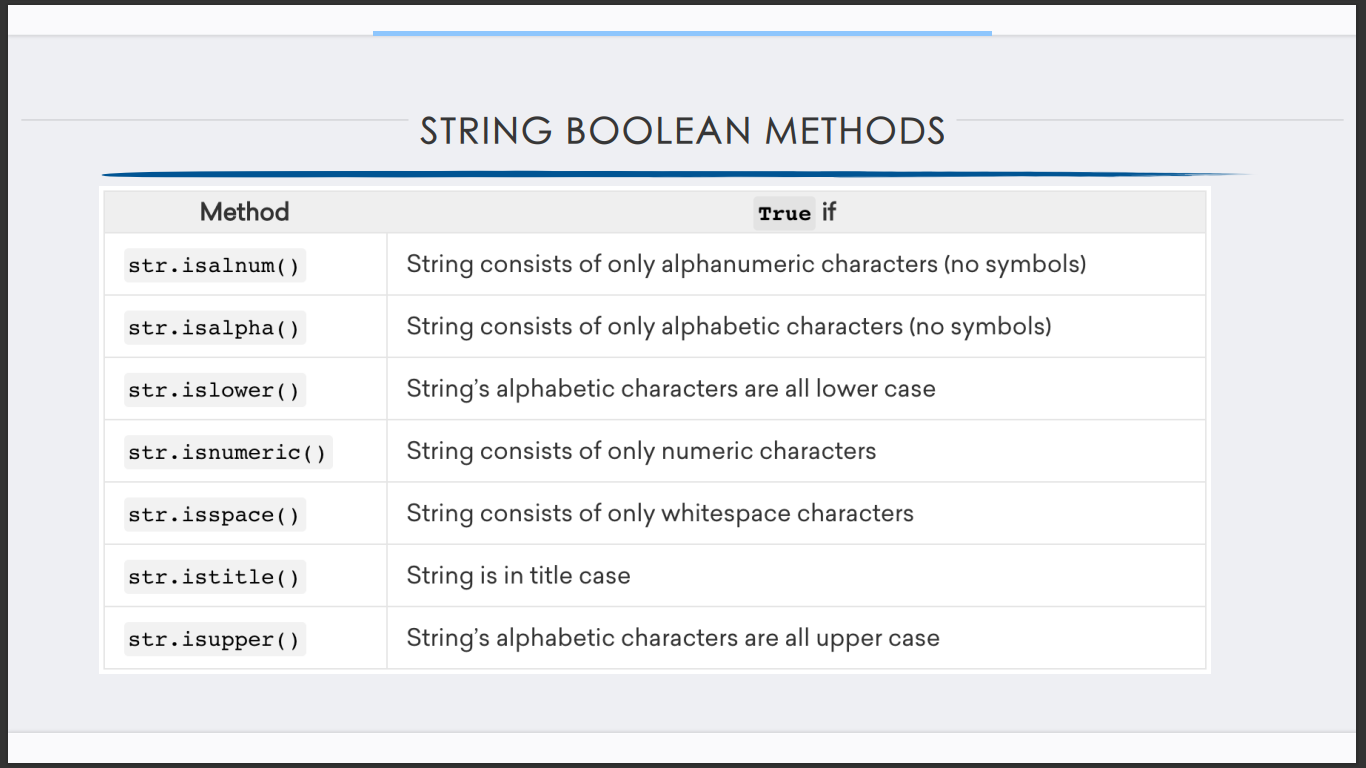 STRING BOOLEAN METHODS
Method True if
str.isalnum() String consists of only alphanumeric characters (no symbols)
str.isalpha() String consists of only alphabetic characters (no symbols)
str.islower() String’s alphabetic characters are all lower case
str.isnumeric() String consists of only numeric characters
str.isspace() String consists of only whitespace characters
str.istitle() String is in title case
str.isupper() String’s alphabetic characters are all upper case